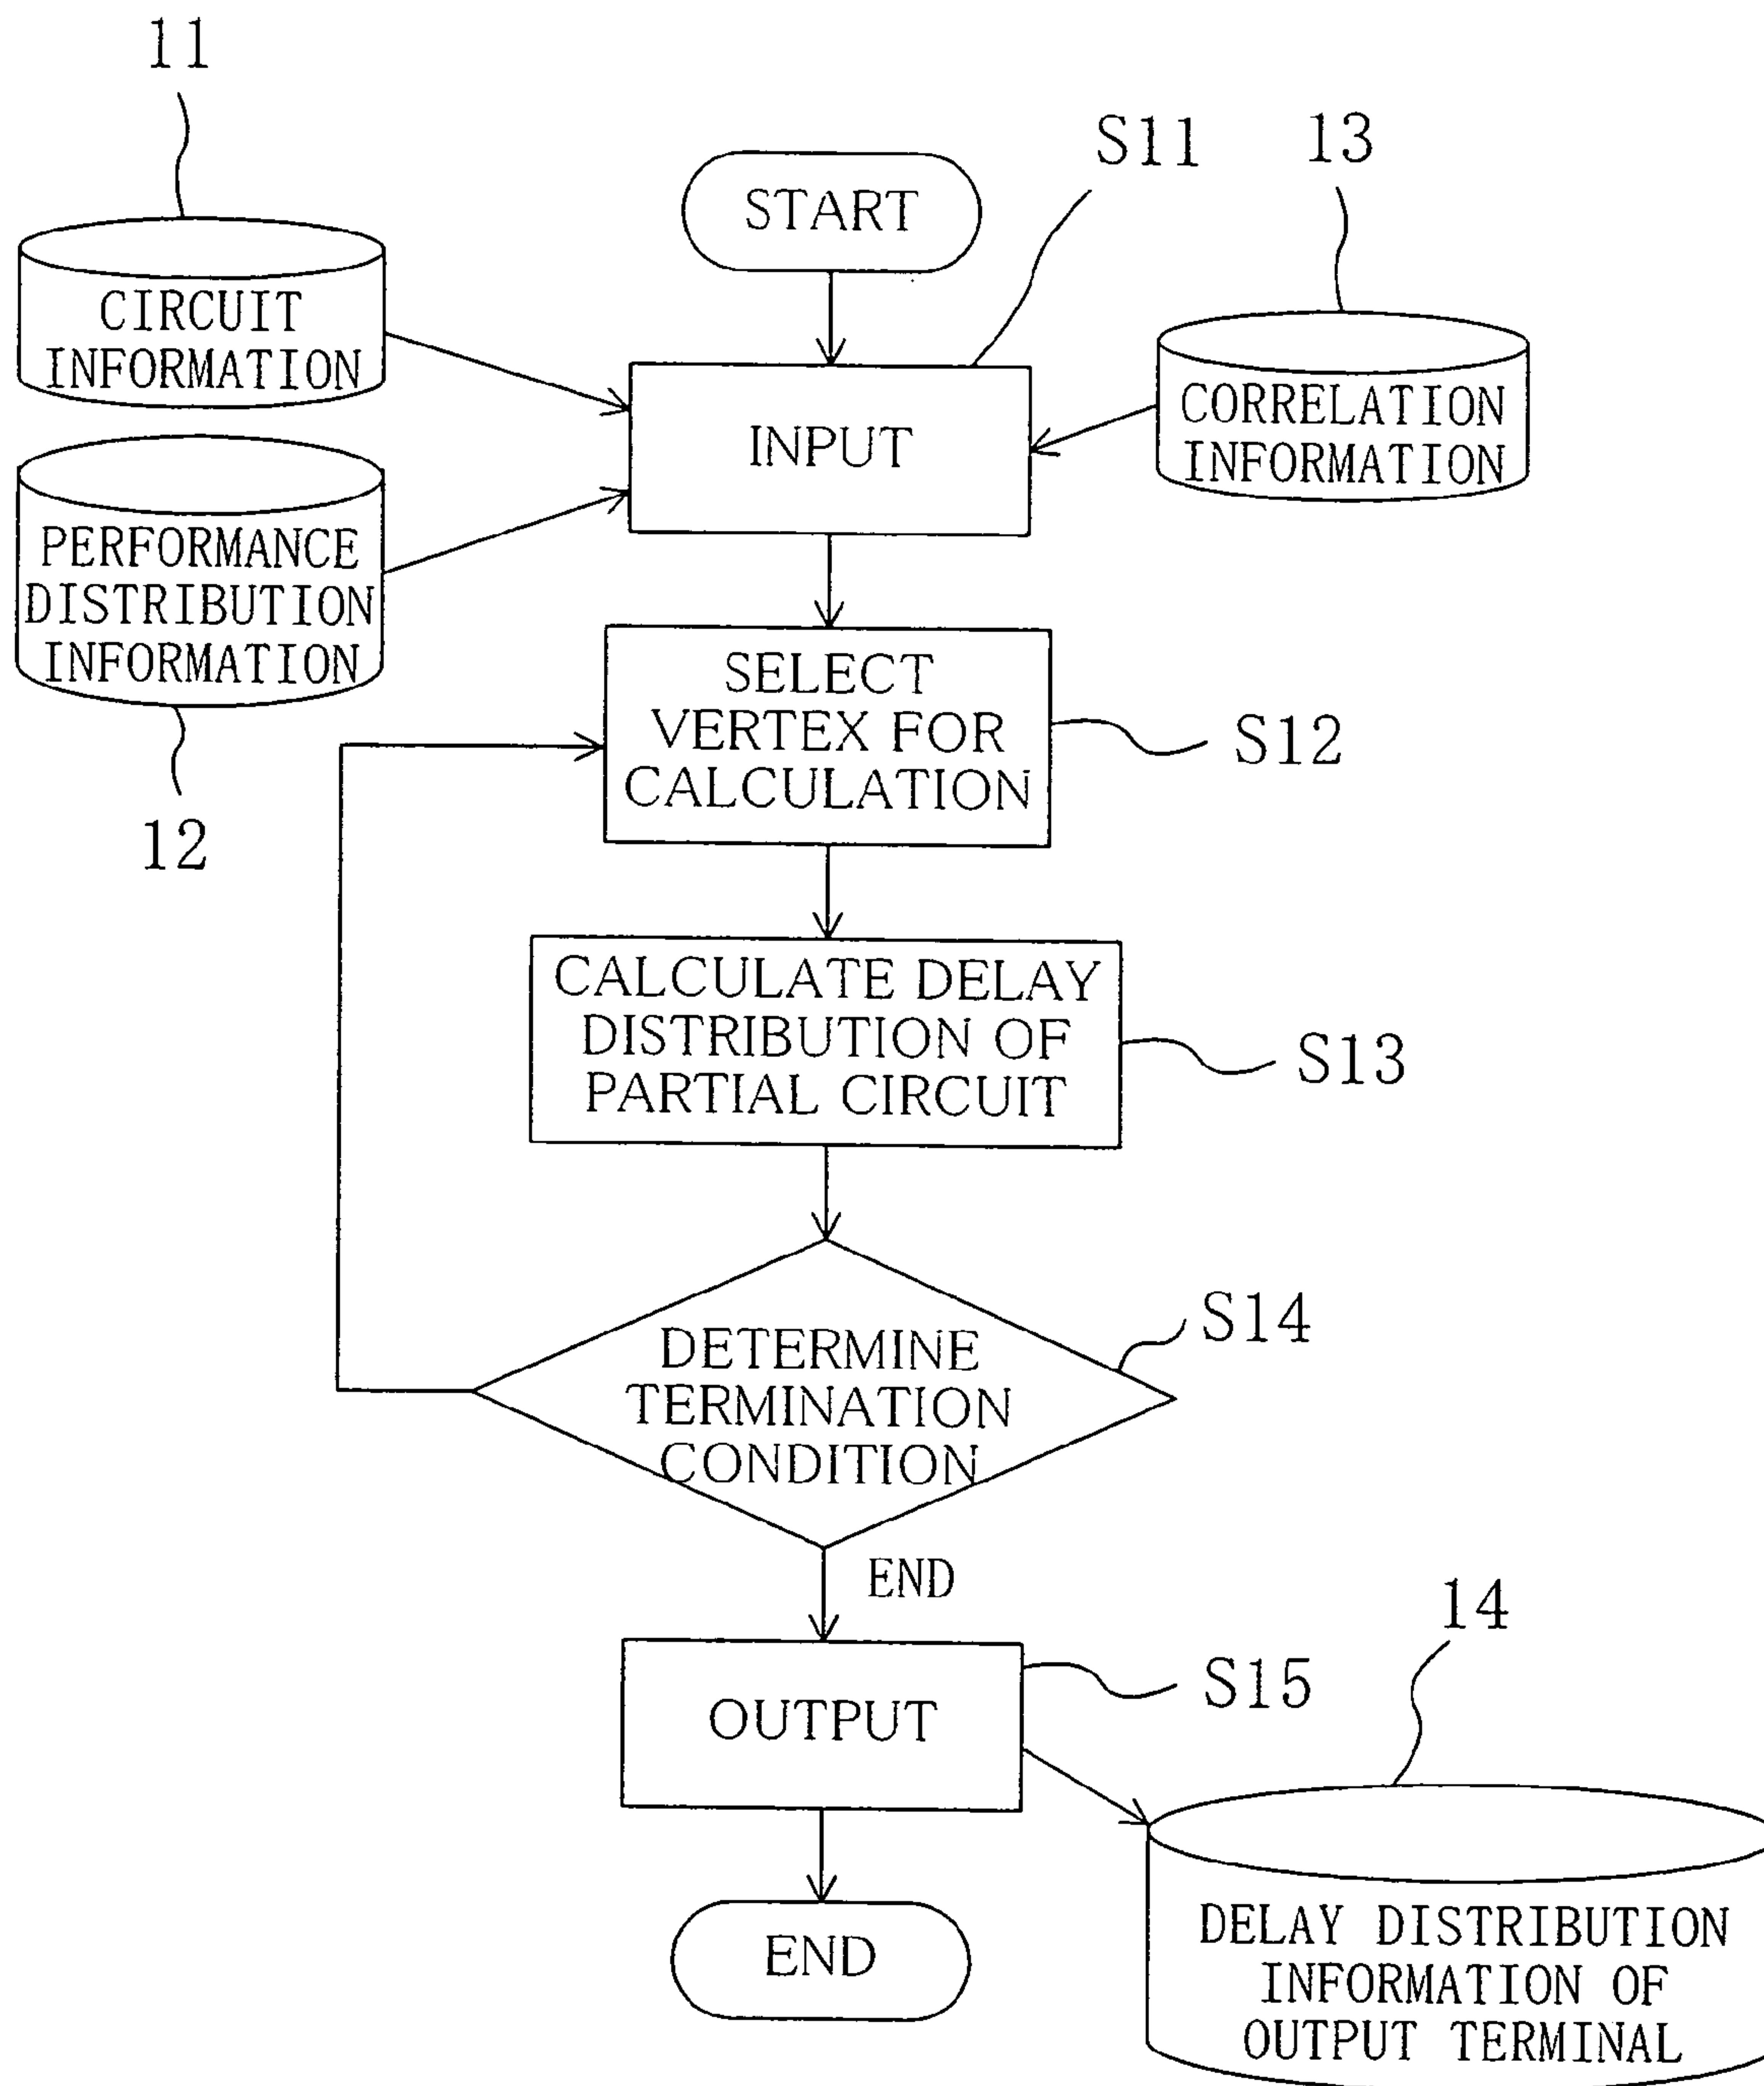 11
S11
13
START
CIRCUIT
INFORMATION
INPUT
CORRELATION
INFORMATION
PERFORMANCE
DISTRIBUTION
INFORMATION
12
SELECT
VERTEX FOR
CALCULATION
S12
CALCULATE DELAY
DISTRIBUTION OF
PARTIAL CIRCUIT
S13
DETERMINE
TERMINATION
CONDITION
S14
END
OUTPUT
S15
14
END
DELAY DISTRIBUTION
INFORMATION OF
OUTPUT TERMINAL